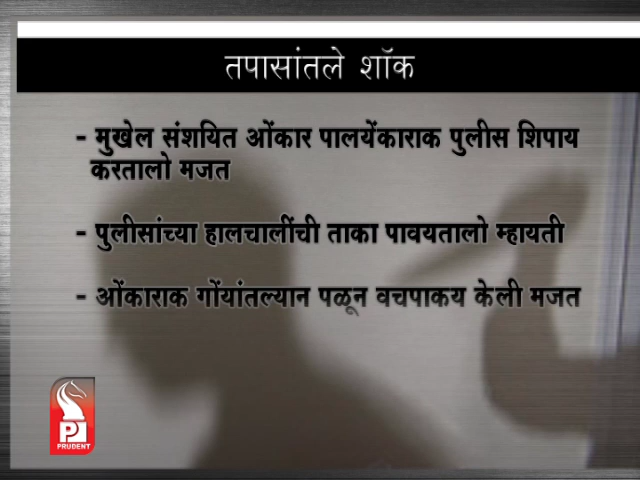 तपासांतले शॉक
- मुखेल संशयित ओंकार पालयेंकाराक पुलीस शिपाय
करतालो मजत
- पुलीसांच्या हालचालींची ताका पावयतालो म्हायती
- ओंकाराक गोंयांतल्यान पळून वचपाकय केली मजत
PRUDENT